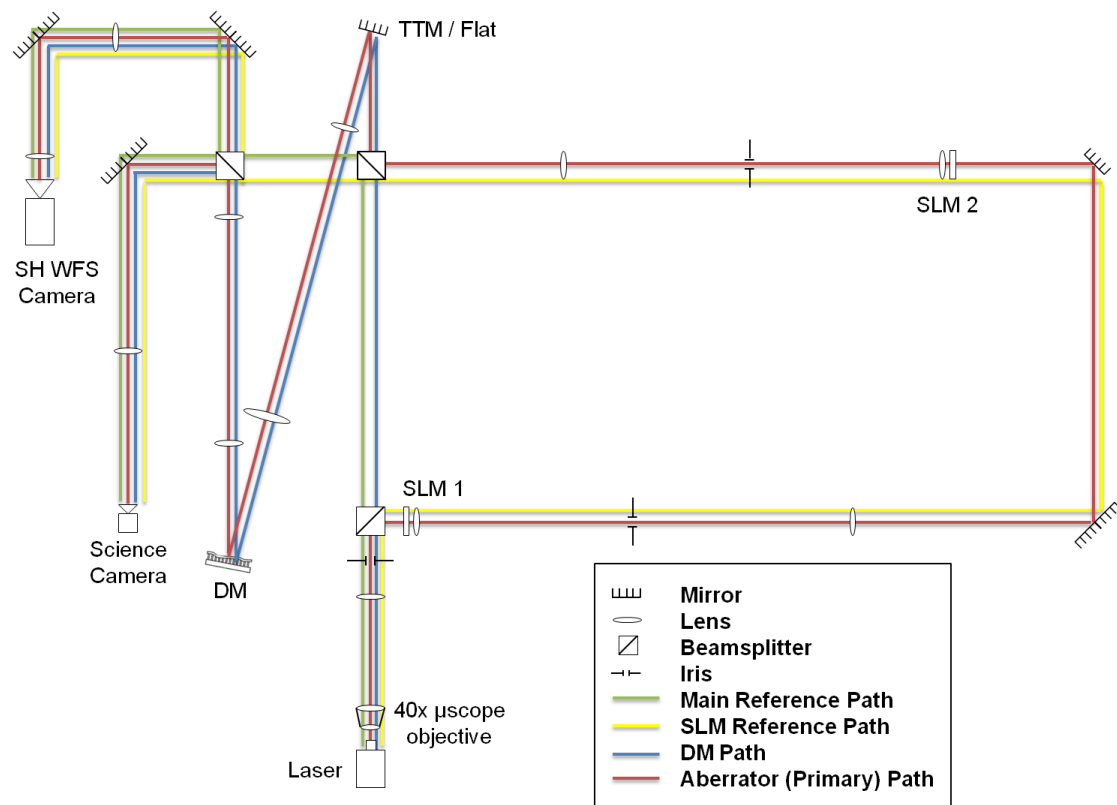 TTM / Flat
SLM 2
SH WFS
Camera
SLM 1
Science
Camera
DM
40x µscope
objective
Laser
Mirror
Lens
Beamsplitter
Iris
Main Reference Path
SLM Reference Path
DM Path
Aberrator (Primary) Path